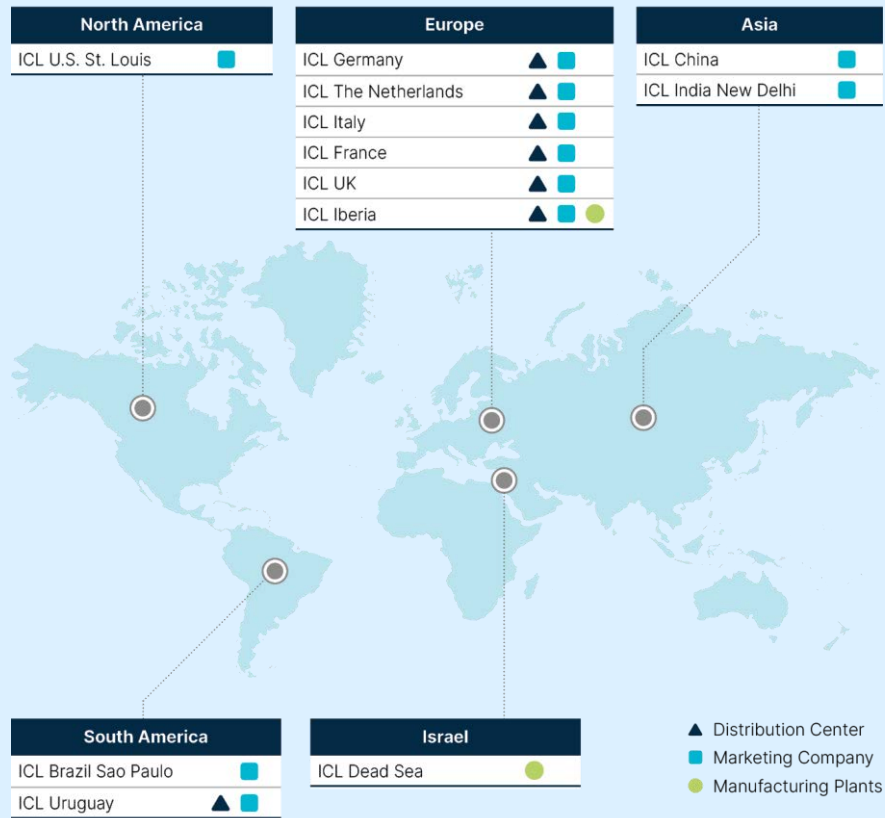 North America
ICL U.S. St. Louis
Europe
ICL Germany
ICL The Netherlands
ICL Italy
ICL France
ICL UK
ICL Iberia
Asia
ICL China
ICL India New Delhi
South America
ICL Brazil Sao Paulo
ICL Uruguay
Israel
ICL Dead Sea
Distribution Center
Marketing Company
Manufacturing Plants